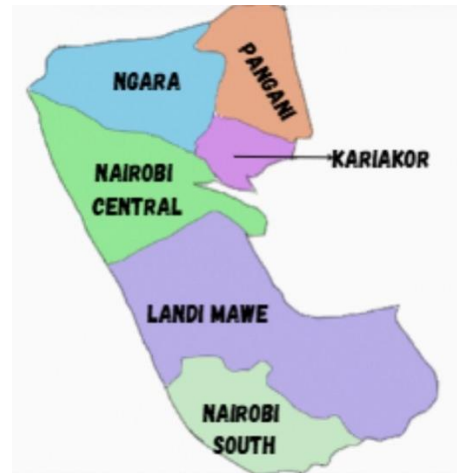 NGARA
PANGANI
KARIAKOR
NAIROBI
CENTRAL
LANDI MAWE
NAIROBI
SOUTH